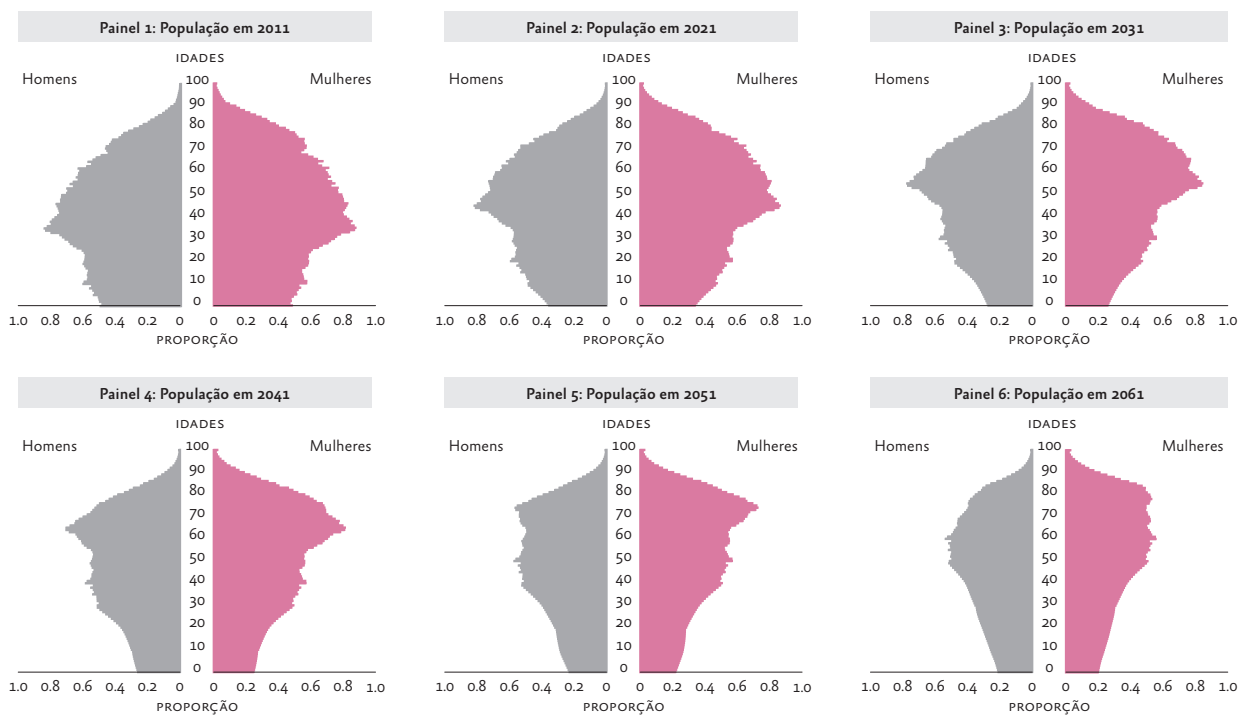 Painel 1: População em 2011
Painel 2: População em 2021
Painel 3: População em 2031
IDADES
IDADES
IDADES
Homens
100
Mulheres
Homens
100
Mulheres
Homens
100
Mulheres
90
90
90
80
80
80
70
70
70
60
60
60
50
50
50
40
40
40
30
30
30
20
20
20
10
10
10
0
0
0
1.0 0.8 0.6 0.4 0.2 0 0 0.2 0.4 0.6 0.8 1.0
1.0 0.8 0.6 0.4 0.2 0 0 0.2 0.4 0.6 0.8 1.0
1.0 0.8 0.6 0.4 0.2 0 0 0.2 0.4 0.6 0.8 1.0
PROPORÇÃO
PROPORÇÃO
PROPORÇÃO
Painel 4: População em 2041
Painel 5: População em 2051
Painel 6: População em 2061
IDADES
IDADES
IDADES
Homens
100
Mulheres
Homens
100
Mulheres
Homens
100
Mulheres
90
90
90
80
80
80
70
70
70
60
60
60
50
50
50
40
40
40
30
30
30
20
20
20
10
10
10
0
0
0
1.0 0.8 0.6 0.4 0.2 0 0 0.2 0.4 0.6 0.8 1.0
1.0 0.8 0.6 0.4 0.2 0 0 0.2 0.4 0.6 0.8 1.0
1.0 0.8 0.6 0.4 0.2 0 0 0.2 0.4 0.6 0.8 1.0
PROPORÇÃO
PROPORÇÃO
PROPORÇÃO